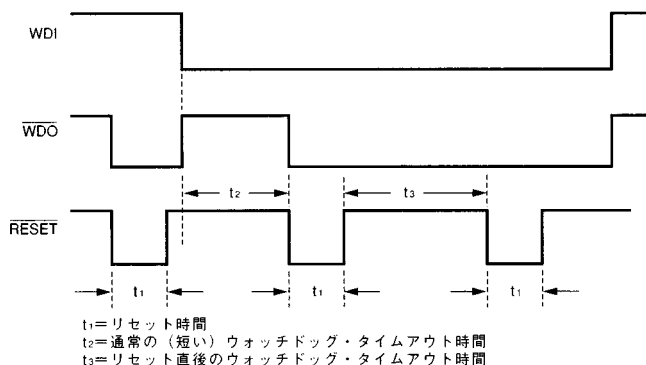 WDI
WDO
t₂
t₃
RESET
t₁
t₁
t₁
t₁=リセット時間
t₂=通常の(短い)ウォッチドッグ・タイムアウト時間
t₃=リセット直後のウォッチドッグ・タイムアウト時間